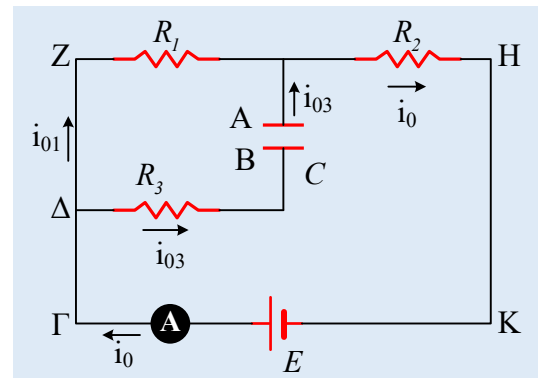 Z R₁ R₂ H
A i₀₃ i₀
i₀₁ B C
Δ R₃
i₀₃
Γ A K
i₀ E